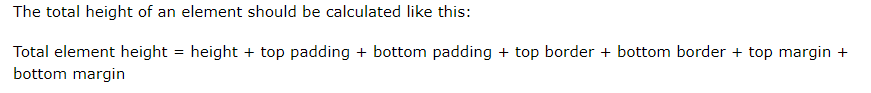 The total height of an element should be calculated like this:
Total element height = height + top padding + bottom padding + top border + bottom border + top margin +
bottom margin